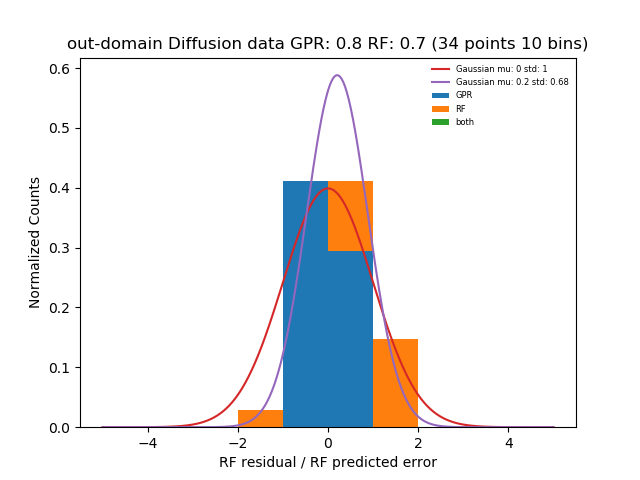 out-domain Diffusion data GPR: 0.8 RF: 0.7 (34 points 10 bins)
Gaussian mu: 0 std: 1
Gaussian mu: 0.2 std: 0.68
GPR
RF
both
Normalized Counts
0.6
0.5
0.4
0.3
0.2
0.1
0.0
−4 −2 0 2 4
RF residual / RF predicted error